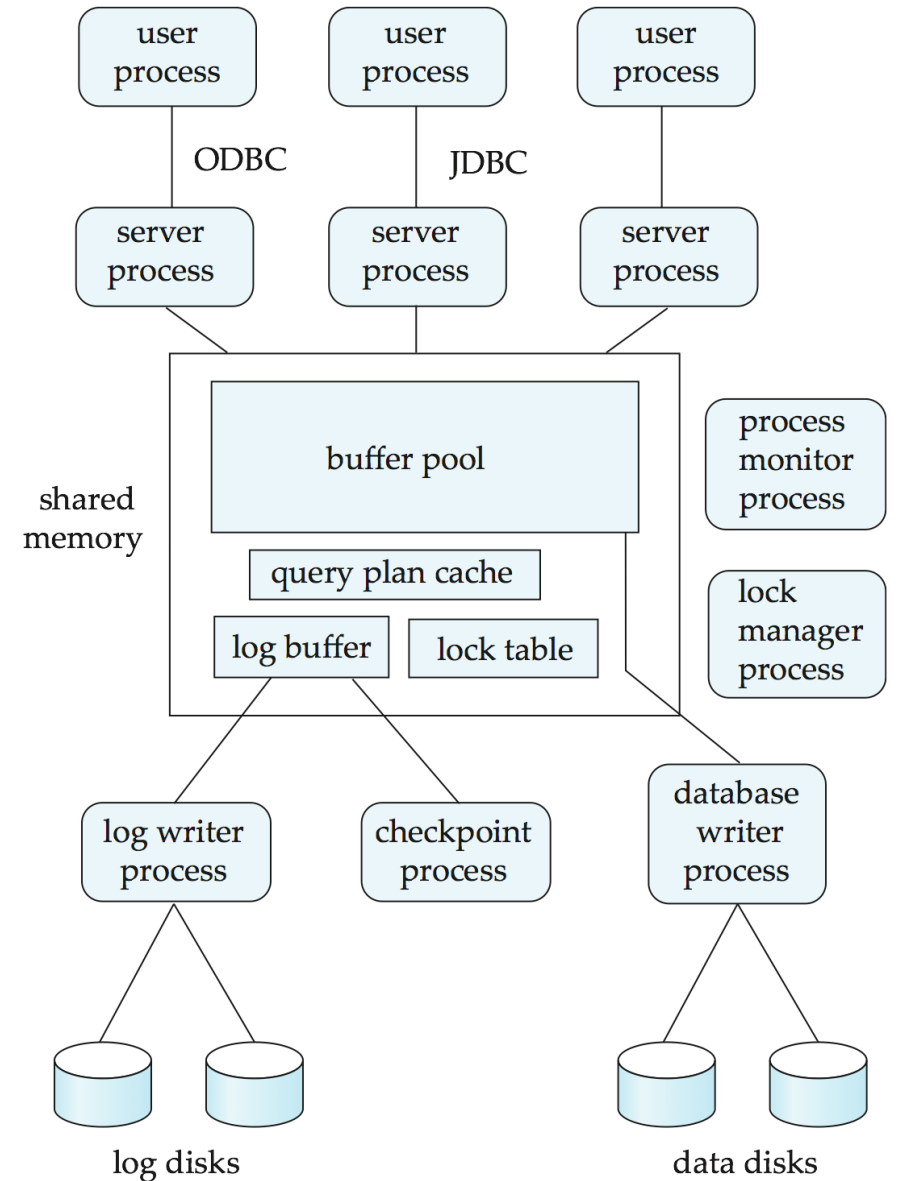 user
process
user
process
user
process
ODBC
JDBC
server
process
server
process
server
process
shared
memory
buffer pool
query plan cache
log buffer
lock table
process
monitor
process
lock
manager
process
log writer
process
checkpoint
process
database
writer
process
log disks
data disks